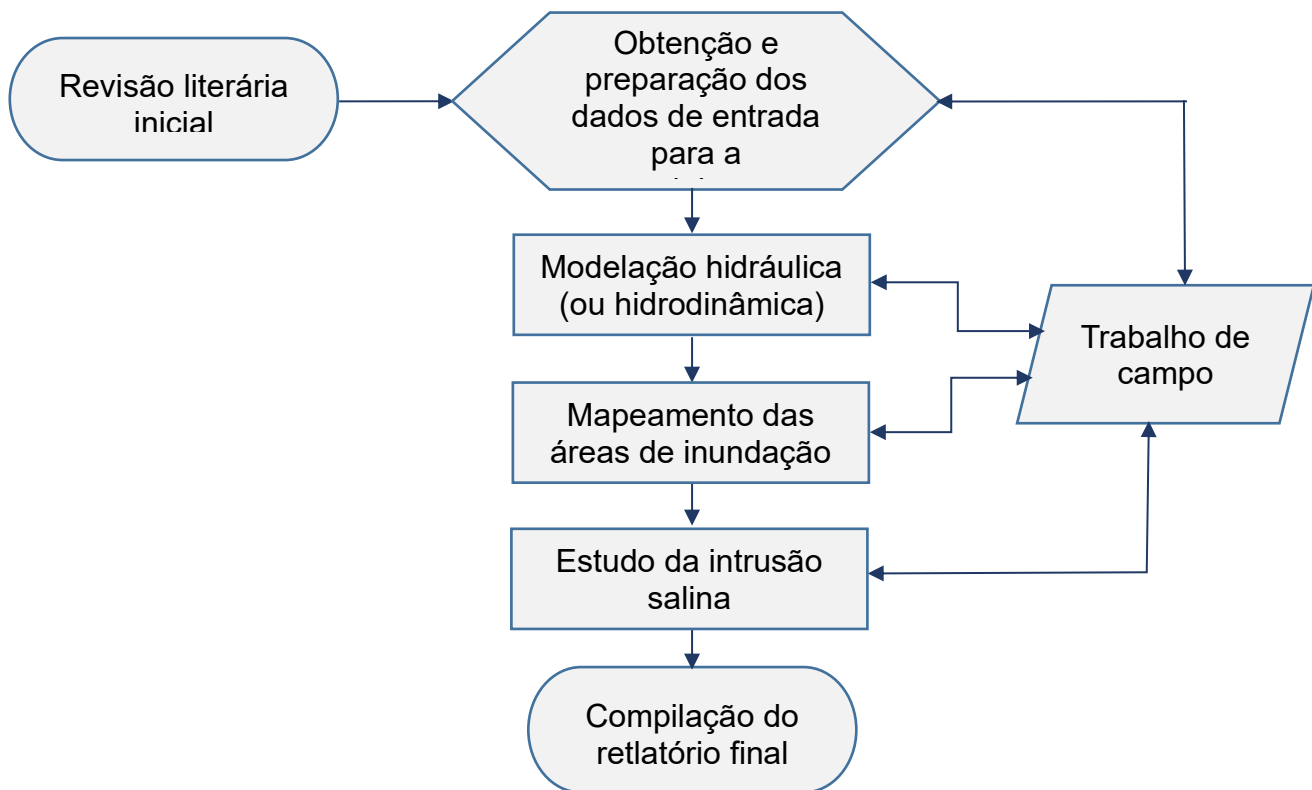 Revisão literária
inicial
Obtenção e
preparação dos
dados de entrada
para a
Modelação hidráulica
(ou hidrodinâmica)
Trabalho de
campo
Mapeamento das
áreas de inundação
Estudo da intrusão
salina
Compilação do
retlatório final